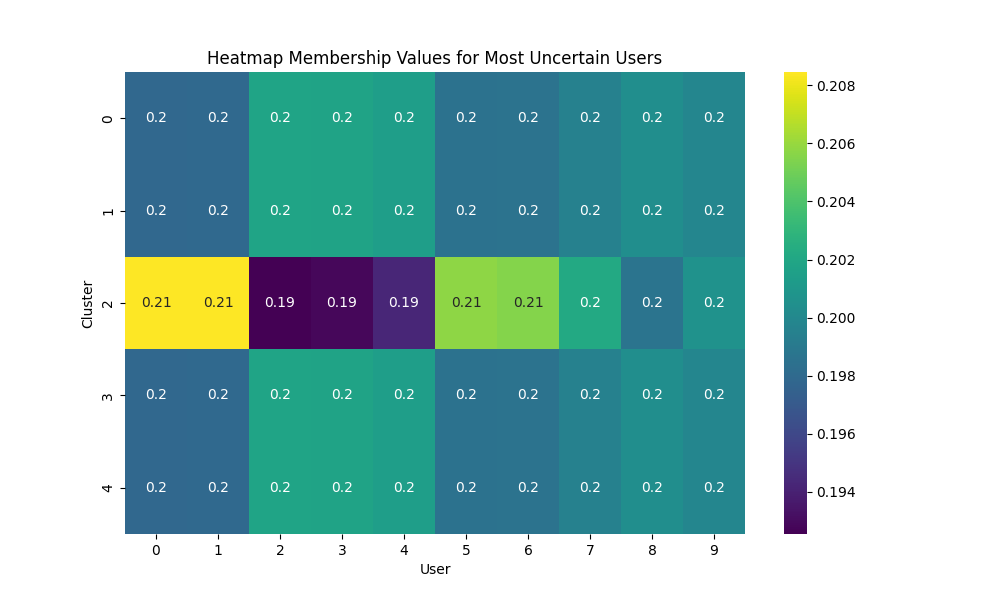 Heatmap Membership Values for Most Uncertain Users
0 0.2 0.2 0.2 0.2 0.2 0.2 0.2 0.2 0.2 0.2
1 0.2 0.2 0.2 0.2 0.2 0.2 0.2 0.2 0.2 0.2
2 0.21 0.21 0.19 0.19 0.19 0.21 0.21 0.2 0.2 0.2
3 0.2 0.2 0.2 0.2 0.2 0.2 0.2 0.2 0.2 0.2
4 0.2 0.2 0.2 0.2 0.2 0.2 0.2 0.2 0.2 0.2
Cluster
0 1 2 3 4 5 6 7 8 9
User
0.208
0.206
0.204
0.202
0.200
0.198
0.196
0.194